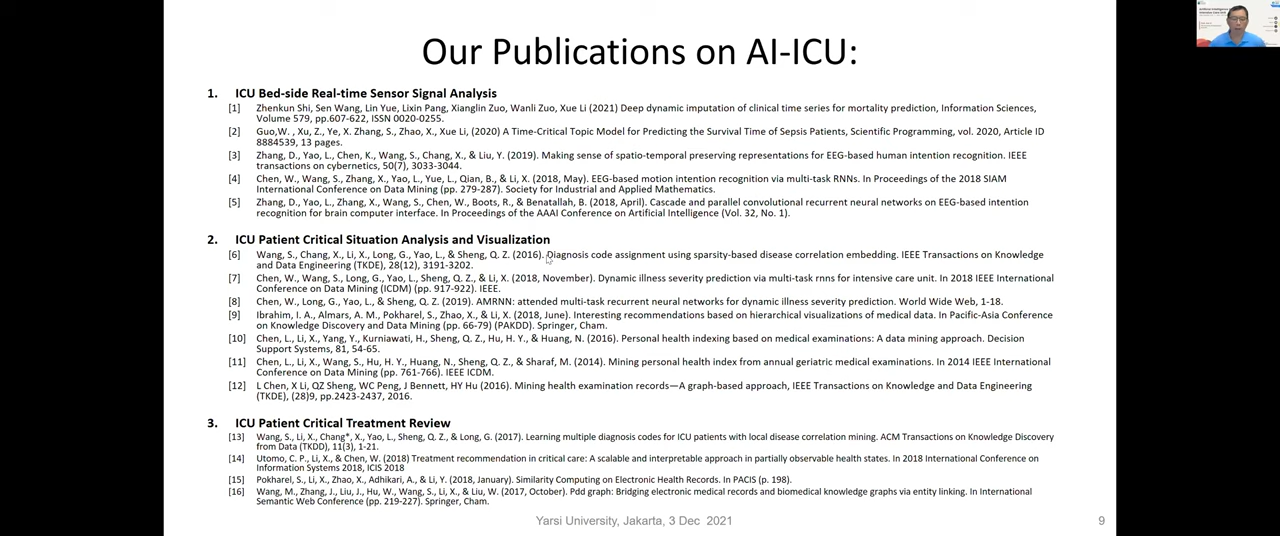 Our Publications on AI-ICU:
1. ICU Bed-side Real-time Sensor Signal Analysis
[1] Zhenkun Shi, Sen Wang, Lin Yue, Lixin Pang, Xianglin Zuo, Wanli Zuo, Xue Li (2021) Deep dynamic imputation of clinical time series for mortality prediction, Information Sciences,
Volume 579, pp.607-622, ISSN 0020-0255.
[2] Guo,W. , Xu, Z., Ye, X. Zhang, S., Zhao, X., Xue Li, (2020) A Time-Critical Topic Model for Predicting the Survival Time of Sepsis Patients, Scientific Programming, vol. 2020, Article ID
8884539, 13 pages.
[3] Zhang, D., Yao, L., Chen, K., Wang, S., Chang, X., & Liu, Y. (2019). Making sense of spatio-temporal preserving representations for EEG-based human intention recognition. IEEE
transactions on cybernetics, 50(7), 3033-3044.
[4] Chen, W., Wang, S., Zhang, X., Yao, L., Yue, L., Qian, B., & Li, X. (2018, May). EEG-based motion intention recognition via multi-task RNNs. In Proceedings of the 2018 SIAM
International Conference on Data Mining (pp. 279-287). Society for Industrial and Applied Mathematics.
[5] Zhang, D., Yao, L., Zhang, X., Wang, S., Chen, W., Boots, R., & Benatallah, B. (2018, April). Cascade and parallel convolutional recurrent neural networks on EEG-based intention
recognition for brain computer interface. In Proceedings of the AAAI Conference on Artificial Intelligence (Vol. 32, No. 1).
2. ICU Patient Critical Situation Analysis and Visualization
[6] Wang, S., Chang, X., Li, X., Long, G., Yao, L., & Sheng, Q. Z. (2016). Diagnosis code assignment using sparsity-based disease correlation embedding. IEEE Transactions on Knowledge
and Data Engineering (TKDE), 28(12), 3191-3202.
[7] Chen, W., Wang, S., Long, G., Yao, L., Sheng, Q. Z., & Li, X. (2018, November). Dynamic illness severity prediction via multi-task rnns for intensive care unit. In 2018 IEEE International
Conference on Data Mining (ICDM) (pp. 917-922). IEEE.
[8] Chen, W., Long, G., Yao, L., & Sheng, Q. Z. (2019). AMRNN: attended multi-task recurrent neural networks for dynamic illness severity prediction. World Wide Web, 1-18.
[9] Ibrahim, I. A., Almars, A. M., Pokharel, S., Zhao, X., & Li, X. (2018, June). Interesting recommendations based on hierarchical visualizations of medical data. In Pacific-Asia Conference
on Knowledge Discovery and Data Mining (pp. 66-79) (PAKDD). Springer, Cham.
[10] Chen, L., Li, X., Yang, Y., Kurniawati, H., Sheng, Q. Z., Hu, H. Y., & Huang, N. (2016). Personal health indexing based on medical examinations: A data mining approach. Decision
Support Systems, 81, 54-65.
[11] Chen, L., Li, X., Wang, S., Hu, H. Y., Huang, N., Sheng, Q. Z., & Sharaf, M. (2014). Mining personal health index from annual geriatric medical examinations. In 2014 IEEE International
Conference on Data Mining (pp. 761-766). IEEE ICDM.
[12] L Chen, X Li, QZ Sheng, WC Peng, J Bennett, HY Hu (2016). Mining health examination records—A graph-based approach, IEEE Transactions on Knowledge and Data Engineering
(TKDE), (28)9, pp.2423-2437, 2016.
3. ICU Patient Critical Treatment Review
[13] Wang, S., Li, X., Chang*, X., Yao, L., Sheng, Q. Z., & Long, G. (2017). Learning multiple diagnosis codes for ICU patients with local disease correlation mining. ACM Transactions on Knowledge Discovery
from Data (TKDD), 11(3), 1-21.
[14] Utomo, C. P., Li, X., & Chen, W. (2018) Treatment recommendation in critical care: A scalable and interpretable approach in partially observable health states. In 2018 International Conference on
Information Systems 2018, ICIS 2018
[15] Pokharel, S., Li, X., Zhao, X., Adhikari, A., & Li, Y. (2018, January). Similarity Computing on Electronic Health Records. In PACIS (p. 198).
[16] Wang, M., Zhang, J., Liu, J., Hu, W., Wang, S., Li, X., & Liu, W. (2017, October). Pdd graph: Bridging electronic medical records and biomedical knowledge graphs via entity linking. In International
Semantic Web Conference (pp. 219-227). Springer, Cham.
Yarsi University, Jakarta, 3 Dec 2021
9